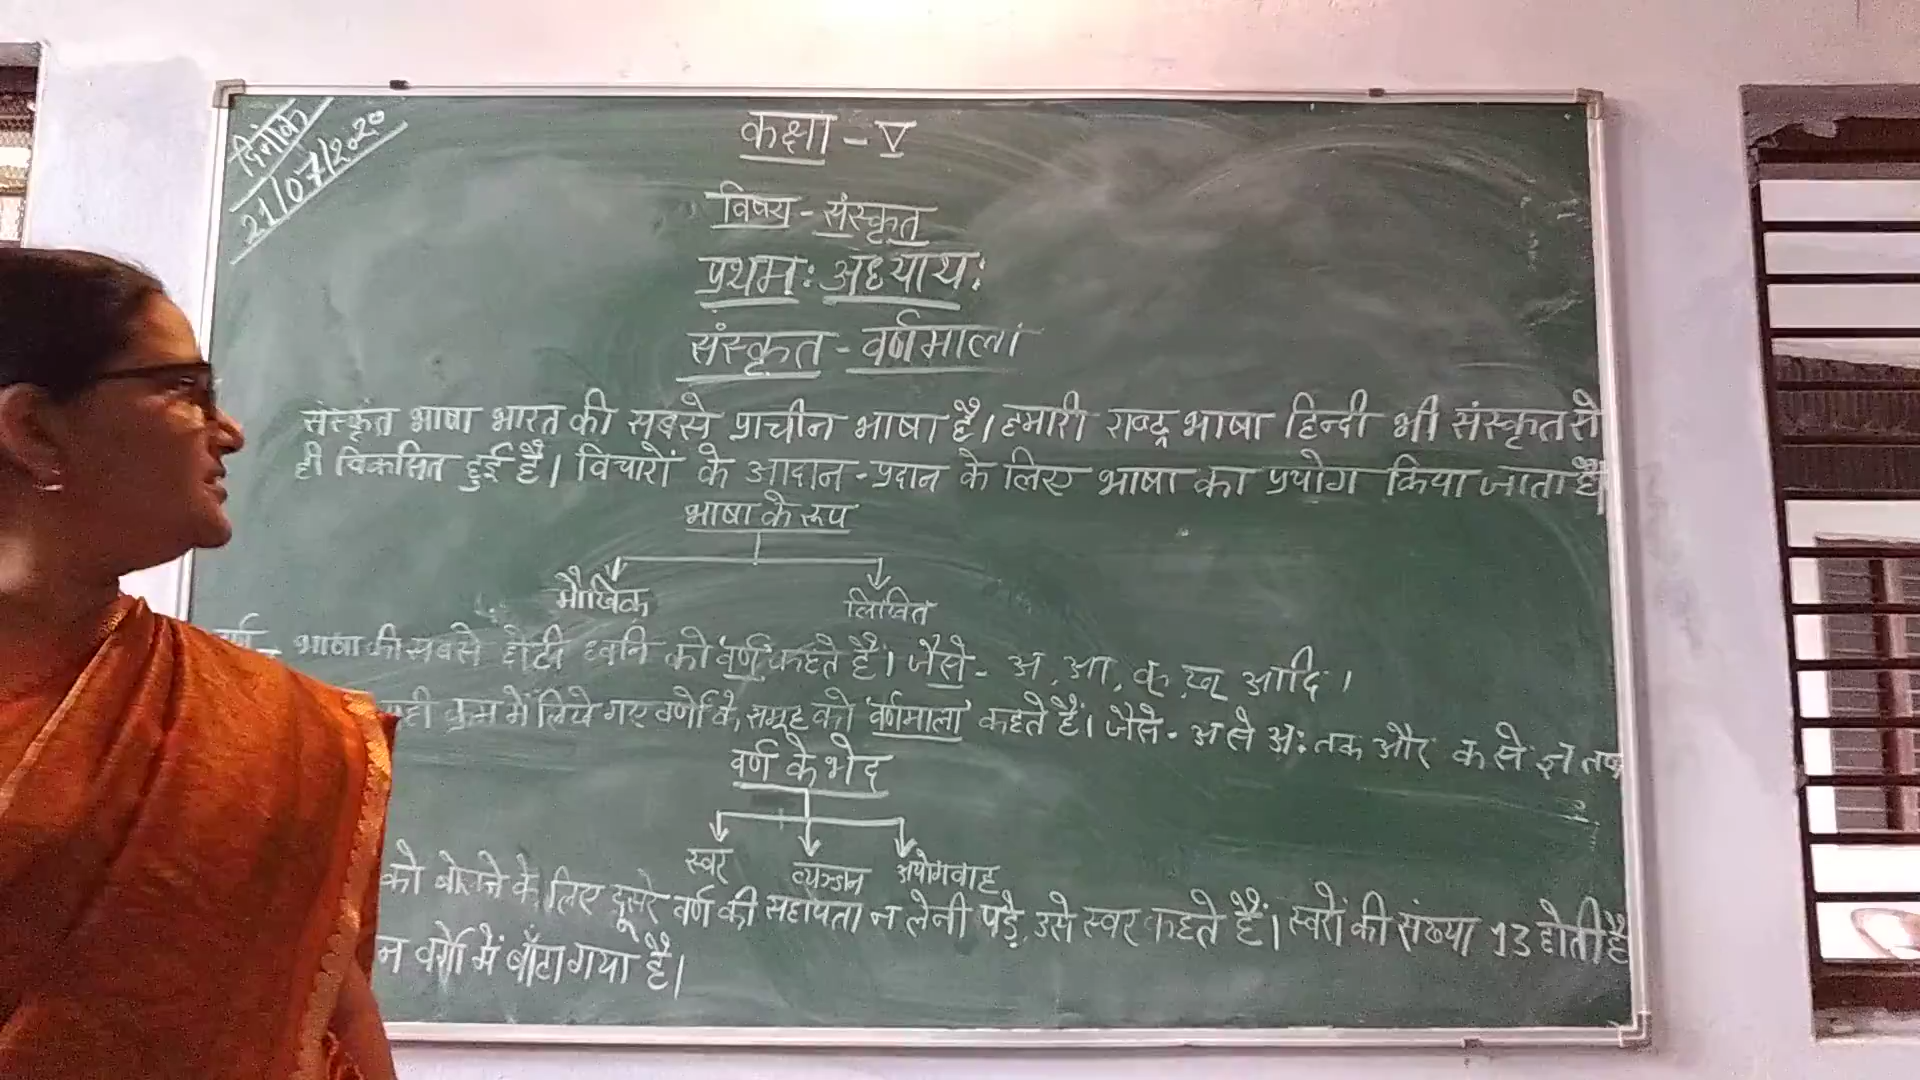 दिनांक
21/07/2020
कक्षा - V
विषय - संस्कृत
प्रथम: अध्याय:
संस्कृत - वर्णमाला
संस्कृत भाषा भारत की सबसे प्राचीन भाषा है। हमारी राष्ट्र भाषा हिन्दी भी संस्कृत से
ही विकसित हुई है। विचारों के आदान-प्रदान के लिए भाषा का प्रयोग किया जाता है।
भाषा के रूप
मौखिक लिखित
भाषा की सबसे छोटी ध्वनि को 'वर्ण' कहते हैं। जैसे - अ, आ, क्, ख् आदि।
क्रम में लिखे गए वर्णों के समूह को 'वर्णमाला' कहते हैं। जैसे - अ से अ: तक और क से ज्ञ तक
वर्ण के भेद
स्वर व्यञ्जन अयोगवाह
को बोलने के लिए दूसरे वर्ण की सहायता न लेनी पड़े, उसे स्वर कहते हैं। स्वरों की संख्या 13 होती है
न वर्गो में बाँटा गया है।